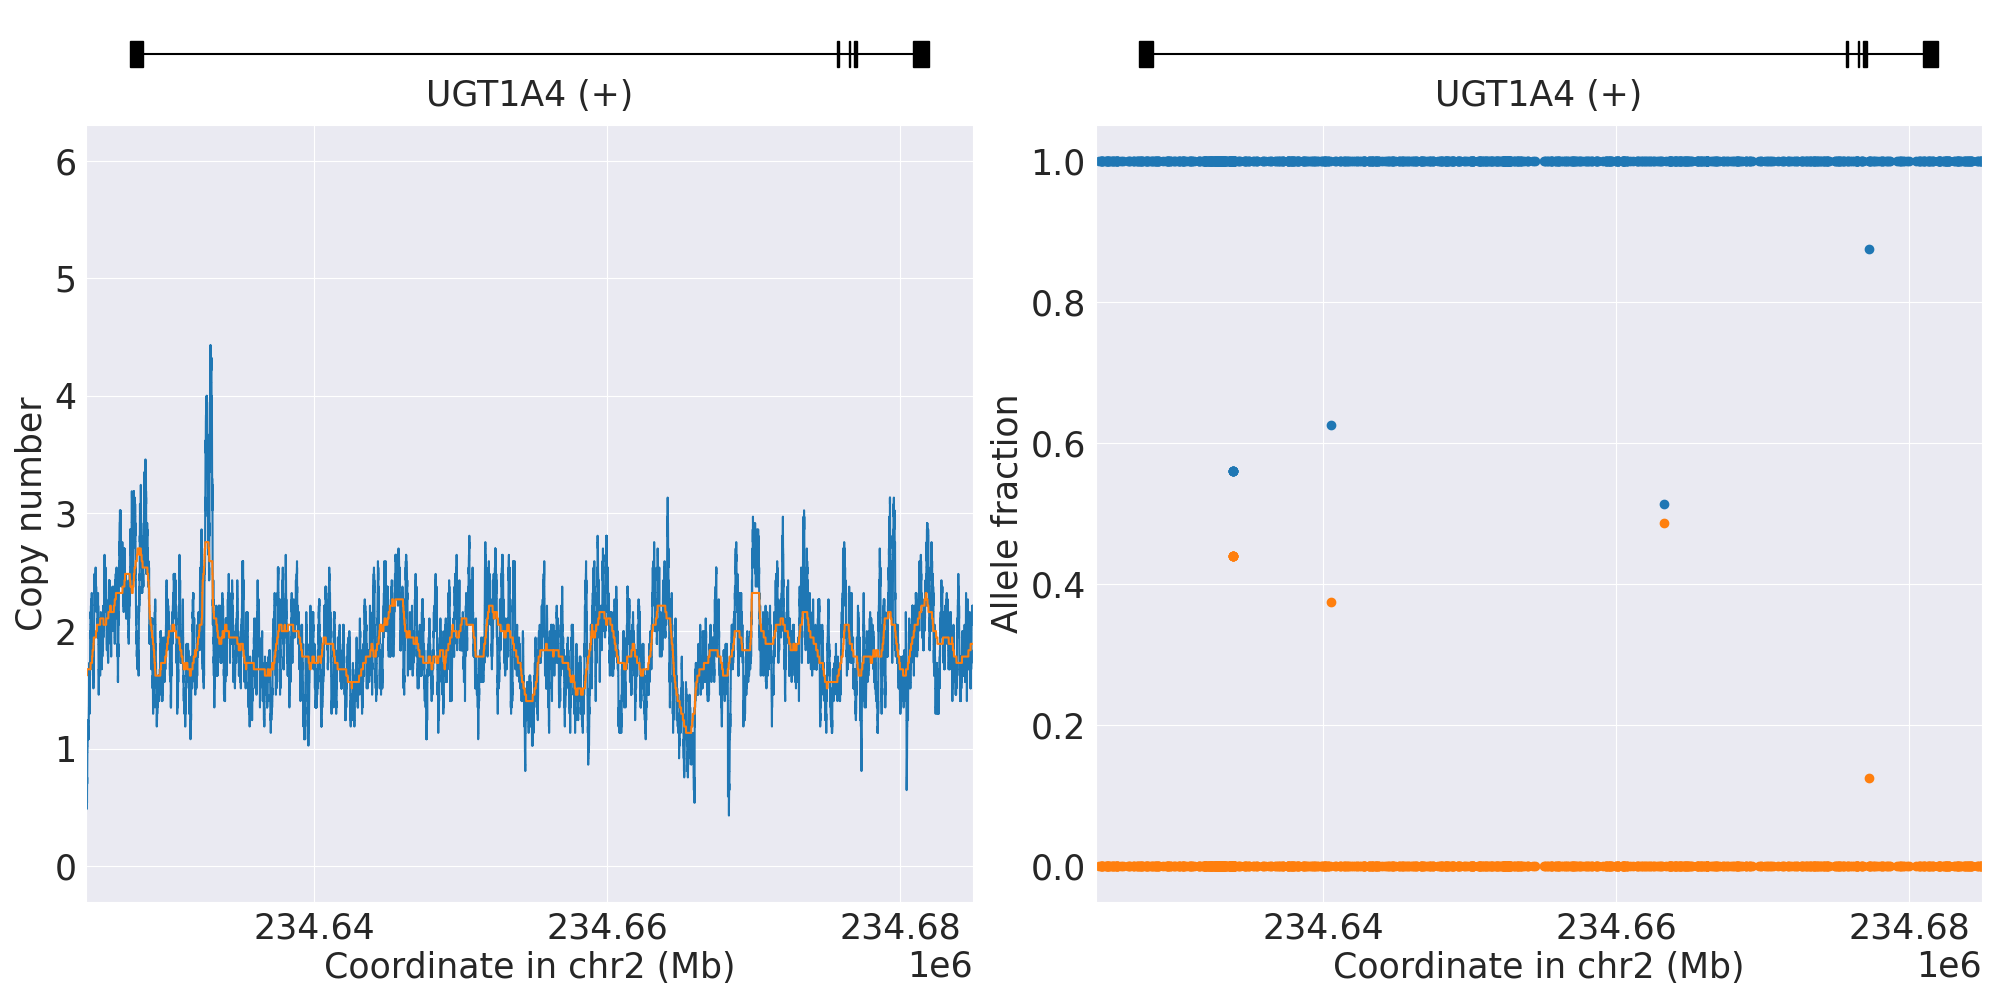 UGT1A4 (+)
Copy number
6
5
4
3
2
1
0
234.64
234.66
234.68
Coordinate in chr2 (Mb)
1e6
UGT1A4 (+)
Allele fraction
1.0
0.8
0.6
0.4
0.2
0.0
234.64
234.66
234.68
Coordinate in chr2 (Mb)
1e6